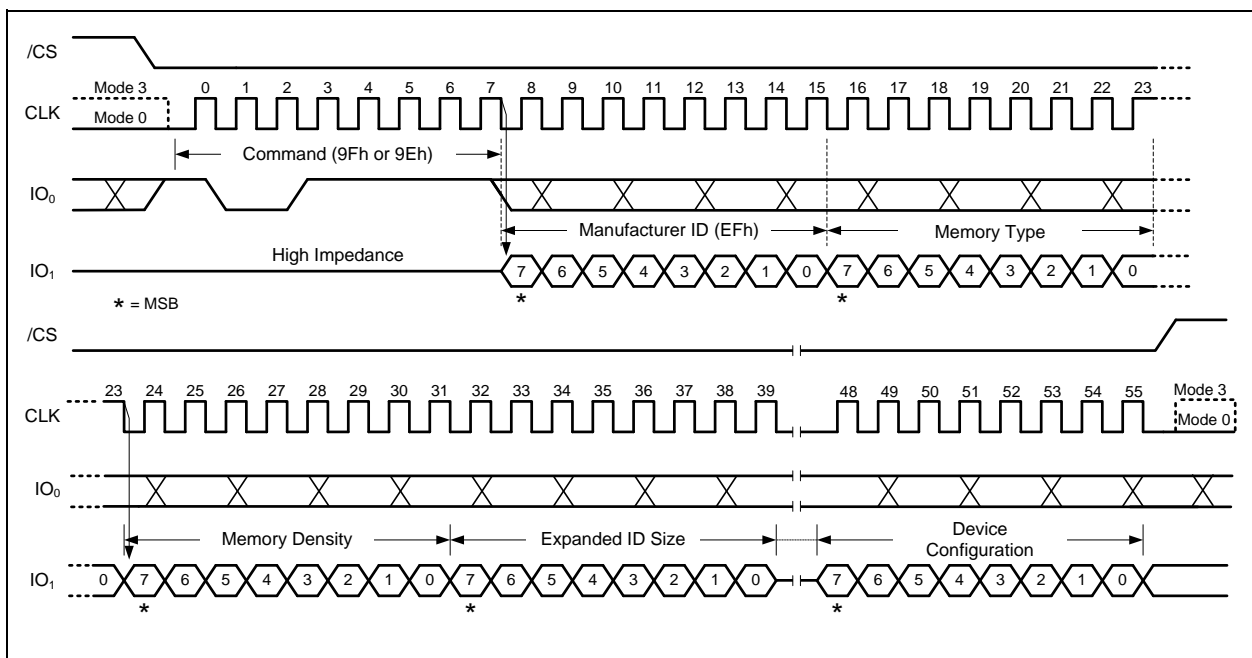 /CS
Mode 3 0 1 2 3 4 5 6 7 8 9 10 11 12 13 14 15 16 17 18 19 20 21 22 23
CLK
Mode 0
Command (9Fh or 9Eh)
IO0
Manufacturer ID (EFh) Memory Type
High Impedance
IO1 7 6 5 4 3 2 1 0 7 6 5 4 3 2 1 0
* *
* = MSB
/CS
23 24 25 26 27 28 29 30 31 32 33 34 35 36 37 38 39 48 49 50 51 52 53 54 55 Mode 3
CLK
Mode 0
IO0
Memory Density Expanded ID Size Device
Configuration
IO1 0 7 6 5 4 3 2 1 0 7 6 5 4 3 2 1 0 7 6 5 4 3 2 1 0
* * *